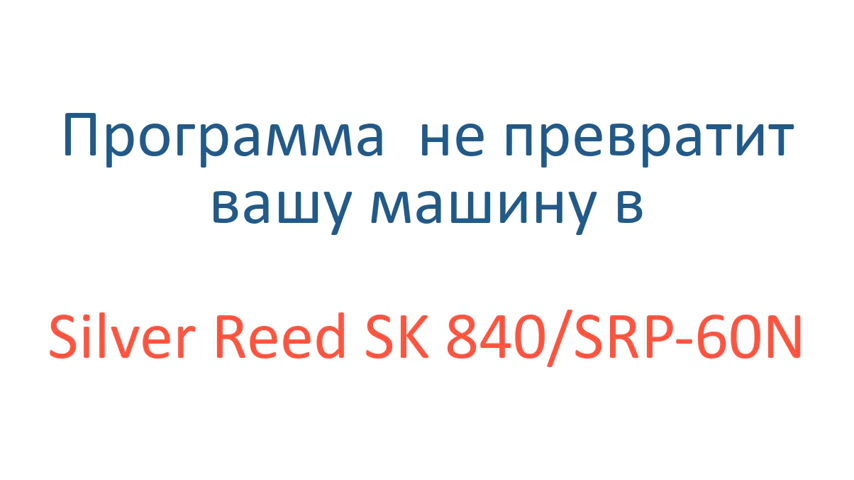 Программа не превратит
вашу машину в
Silver Reed SK 840/SRP-60N